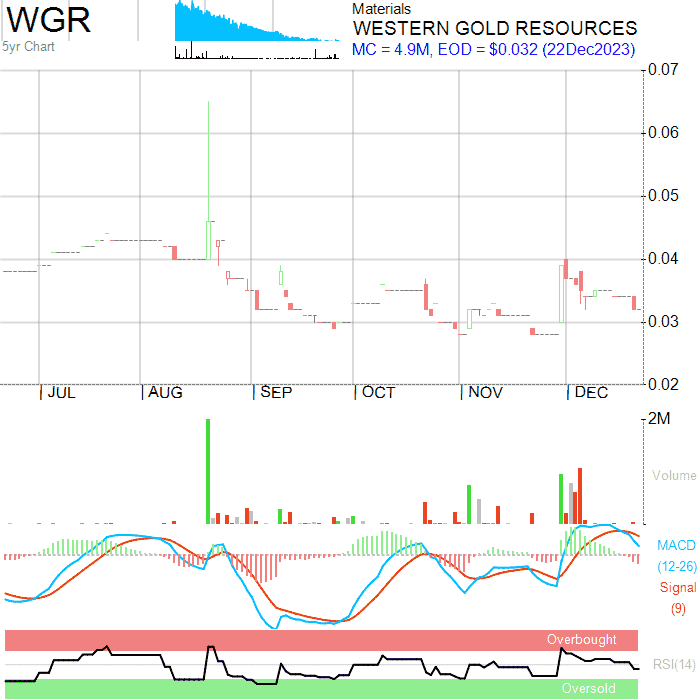 WGR
5yr Chart
Materials
WESTERN GOLD RESOURCES
MC = 4.9M, EOD = $0.032 (22Dec2023)
0.07
0.06
0.05
0.04
0.03
0.02
JUL
AUG
SEP
OCT
NOV
DEC
2M
Volume
MACD
(12-26)
Signal
(9)
Overbought
RSI(14)
Oversold